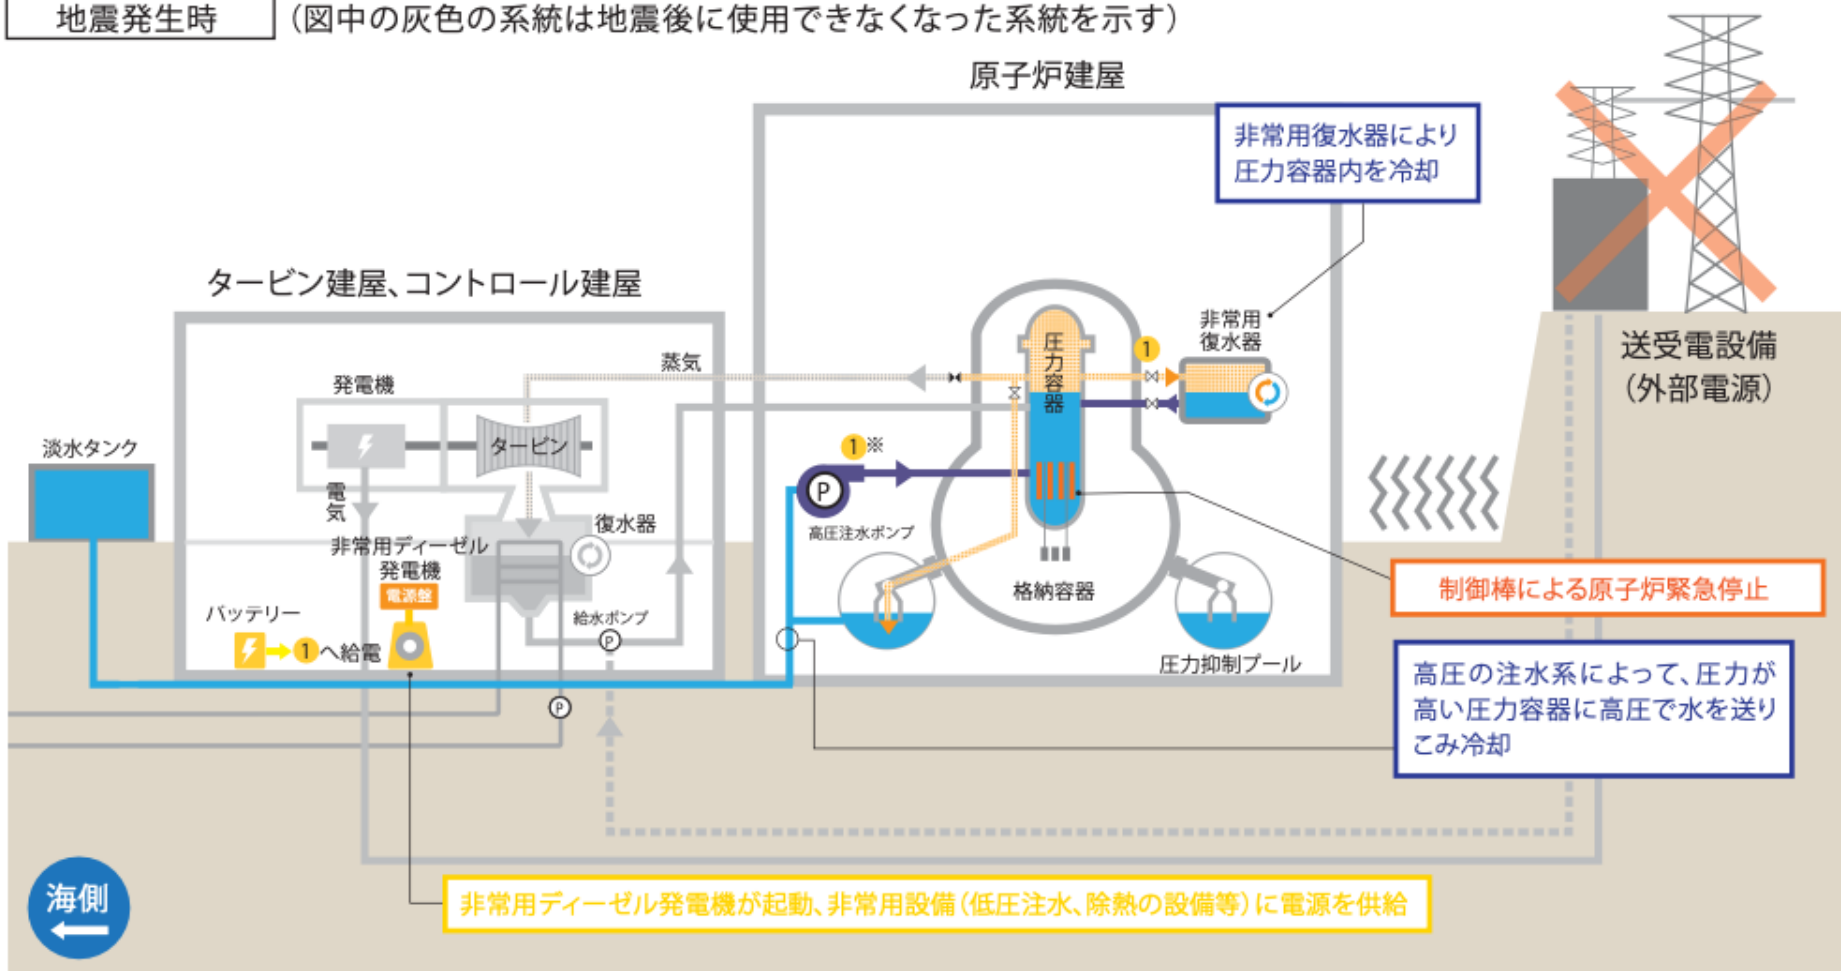 地震発生時
(図中の灰色の系統は地震後に使用できなくなった系統を示す)
原子炉建屋
非常用復水器により
圧力容器内を冷却
タービン建屋、コントロール建屋
非常用
復水器
送受電設備
(外部電源)
圧力容器
1
蒸気
発電機
タービン
淡水タンク
1※
P
高圧注水ポンプ
電気
復水器
非常用ディーゼル
発電機
電源盤
バッテリー
1へ給電
給水ポンプ
P
P
格納容器
圧力抑制プール
制御棒による原子炉緊急停止
高圧の注水系によって、圧力が
高い圧力容器に高圧で水を送り
こみ冷却
海側
非常用ディーゼル発電機が起動、非常用設備(低圧注水、除熱の設備等)に電源を供給